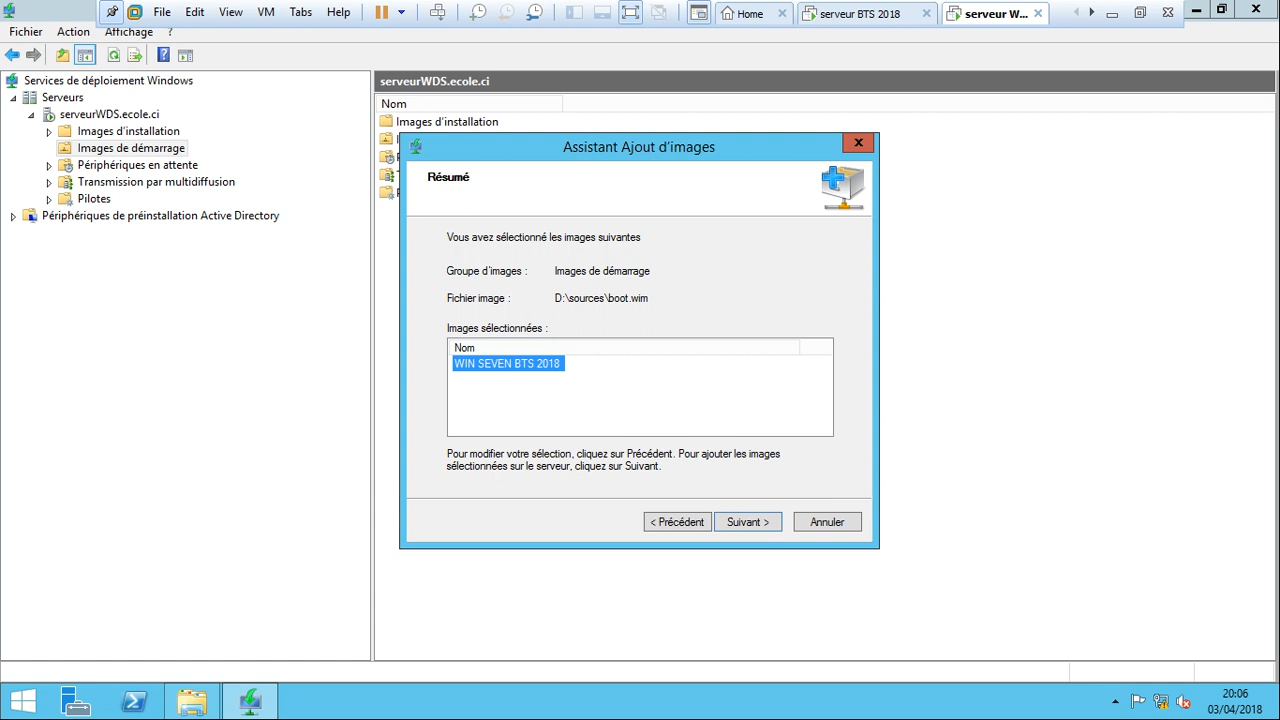 File Edit View VM Tabs Help Home serveur BTS 2018 serveur W...
Fichier Action Affichage ?
Services de déploiement Windows
Serveurs
serveurWDS.ecole.ci
Images d'installation
Images de démarrage
Périphériques en attente
Transmission par multidiffusion
Pilotes
Périphériques de préinstallation Active Directory
serveurWDS.ecole.ci
Nom
Images d'installation
Assistant Ajout d'images
Résumé
Vous avez sélectionné les images suivantes
Groupe d'images : Images de démarrage
Fichier image : D:\sources\boot.wim
Images sélectionnées :
Nom
WIN SEVEN BTS 2018
Pour modifier votre sélection, cliquez sur Précédent. Pour ajouter les images
sélectionnées sur le serveur, cliquez sur Suivant.
< Précédent Suivant > Annuler
20:06
03/04/2018